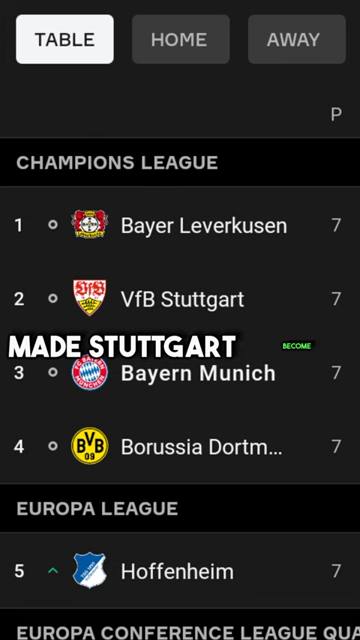 TABLE HOME AWAY
P
CHAMPIONS LEAGUE
1 Bayer Leverkusen 7
2 VfB Stuttgart 7
MADE STUTTGART BECOME
3 Bayern Munich 7
4 Borussia Dortm... 7
EUROPA LEAGUE
5 Hoffenheim 7
EUROPA CONFERENCE LEAGUE QUA